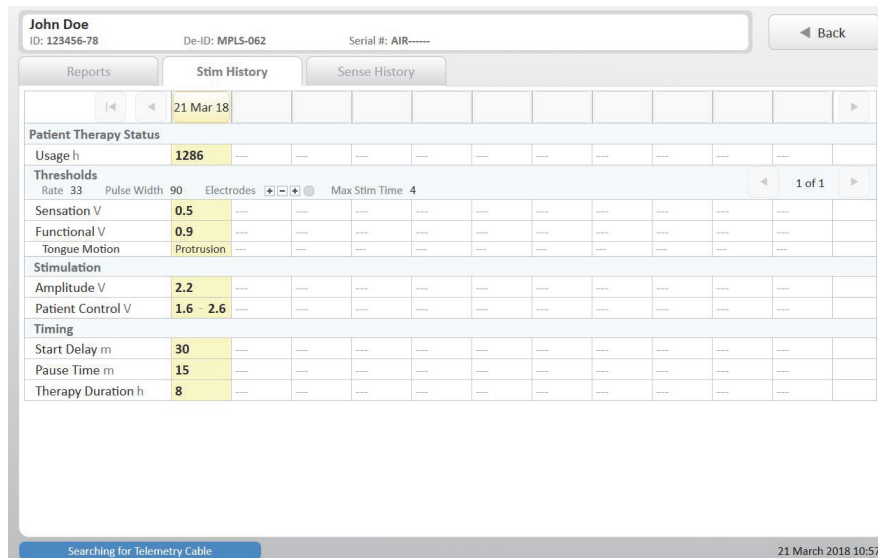 John Doe
ID: 123456-78 De-ID: MPLS-062 Serial #: AIR------
Back
Reports Stim History Sense History
21 Mar 18
Patient Therapy Status
Usage h 1286 --- --- --- --- --- --- --- --- --- ---
Thresholds
Rate 33 Pulse Width 90 Electrodes + - + Max Stim Time 4 1 of 1
Sensation V 0.5 --- --- --- --- --- --- --- --- --- ---
Functional V 0.9 --- --- --- --- --- --- --- --- --- ---
Tongue Motion Protrusion --- --- --- --- --- --- --- --- --- ---
Stimulation
Amplitude V 2.2 --- --- --- --- --- --- --- --- --- ---
Patient Control V 1.6 - 2.6 --- --- --- --- --- --- --- --- --- ---
Timing
Start Delay m 30 --- --- --- --- --- --- --- --- --- ---
Pause Time m 15 --- --- --- --- --- --- --- --- --- ---
Therapy Duration h 8 --- --- --- --- --- --- --- --- --- ---
Searching for Telemetry Cable 21 March 2018 10:57